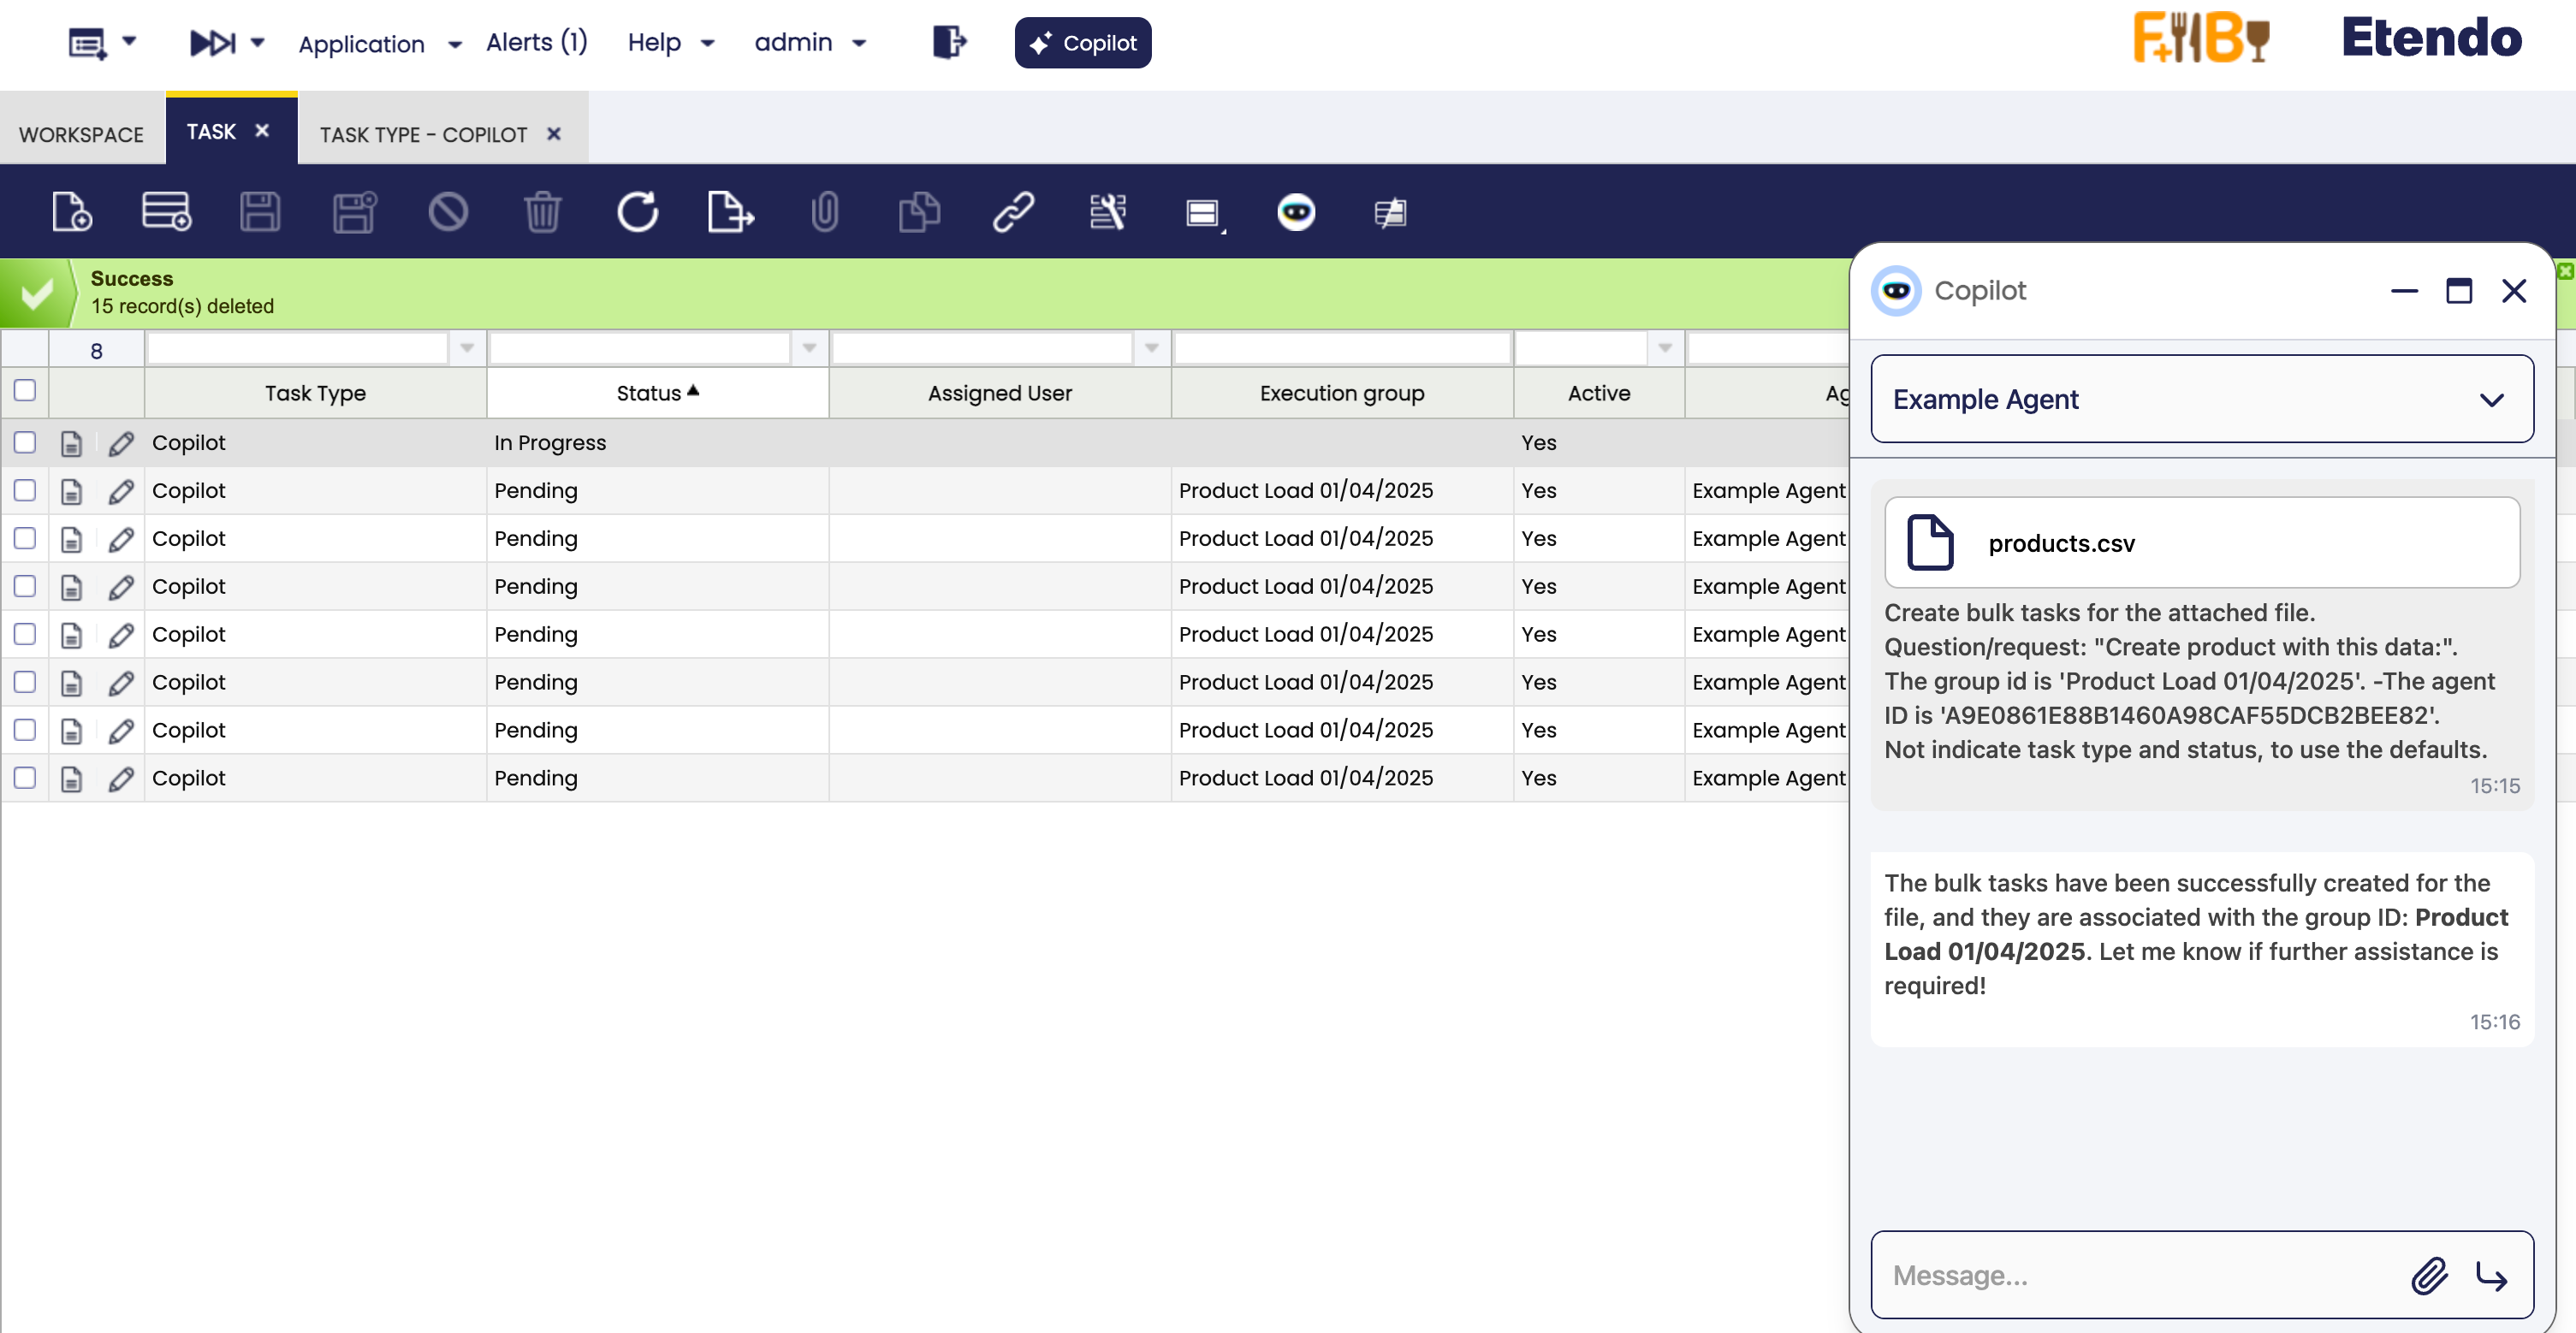 Application Alerts (1) Help admin Copilot F+B Etendo
WORKSPACE TASK TASK TYPE - COPILOT
Success
15 record(s) deleted
8
Task Type Status Assigned User Execution group Active Ag
Copilot In Progress Yes
Copilot Pending Product Load 01/04/2025 Yes Example Agent
Copilot Pending Product Load 01/04/2025 Yes Example Agent
Copilot Pending Product Load 01/04/2025 Yes Example Agent
Copilot Pending Product Load 01/04/2025 Yes Example Agent
Copilot Pending Product Load 01/04/2025 Yes Example Agent
Copilot Pending Product Load 01/04/2025 Yes Example Agent
Copilot Pending Product Load 01/04/2025 Yes Example Agent
Copilot
Example Agent
products.csv
Create bulk tasks for the attached file.
Question/request: "Create product with this data:".
The group id is 'Product Load 01/04/2025'. -The agent
ID is 'A9E0861E88B1460A98CAF55DCB2BEE82'.
Not indicate task type and status, to use the defaults.
15:15
The bulk tasks have been successfully created for the
file, and they are associated with the group ID: Product
Load 01/04/2025. Let me know if further assistance is
required!
15:16
Message...